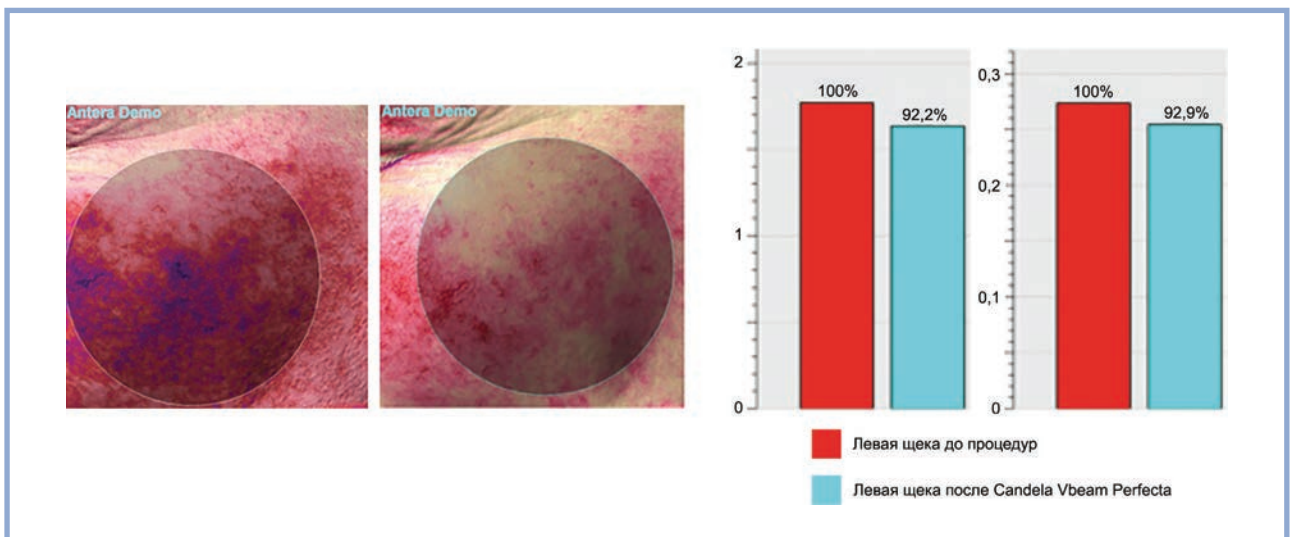 Antera Demo
Antera Demo
2
1
0
100%
92,2%
0,3
0,2
0,1
0
100%
92,9%
Левая щека до процедур
Левая щека после Candela Vbeam Perfecta